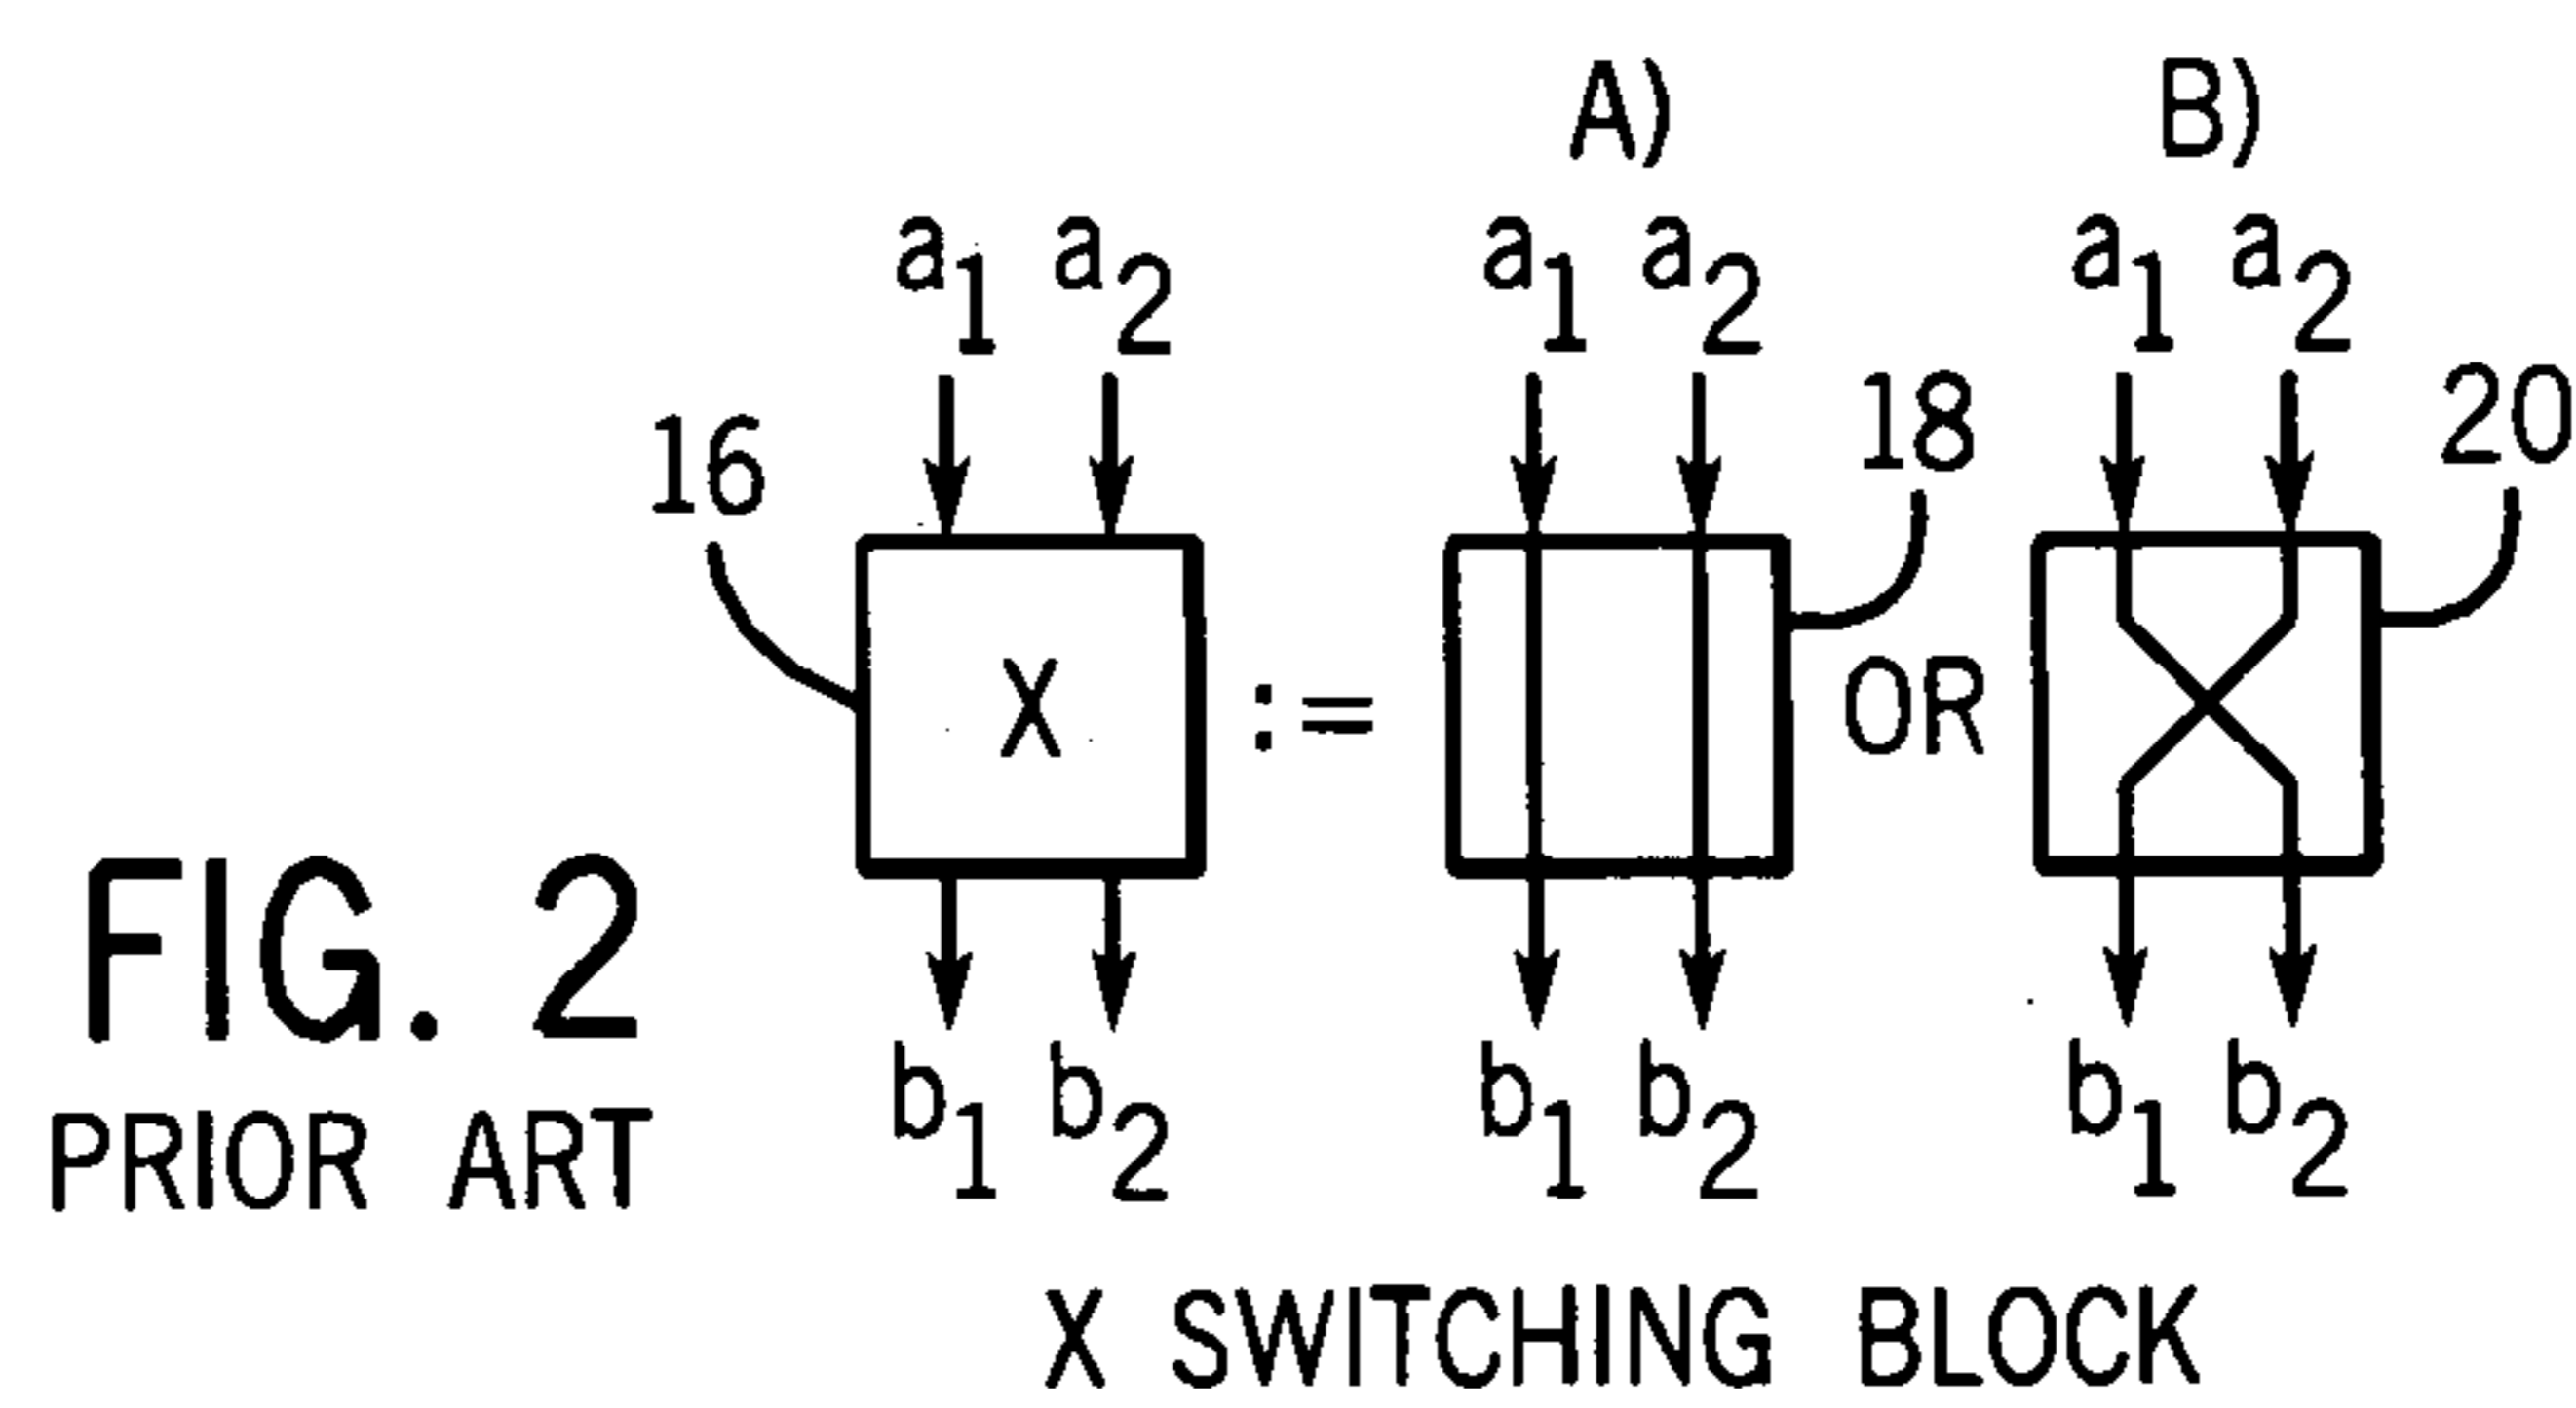 A) B)
a1 a2 a1 a2 a1 a2
16 18 20
X := OR
b1 b2 b1 b2 b1 b2
FIG. 2
PRIOR ART
X SWITCHING BLOCK